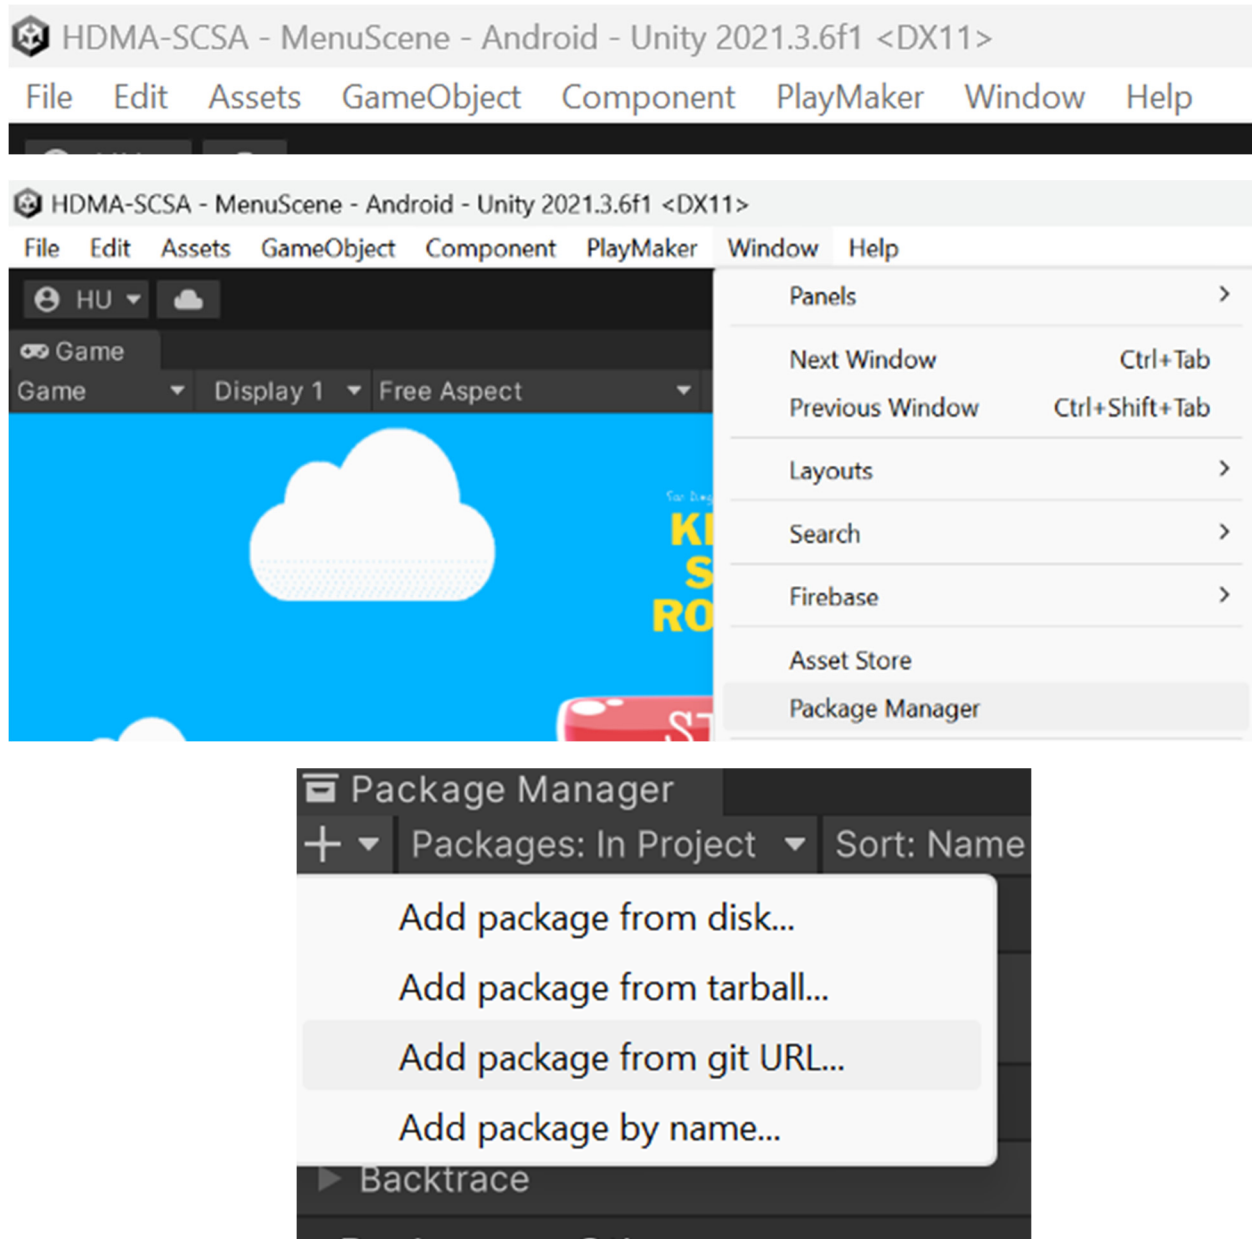 HDMA-SCSA - MenuScene - Android - Unity 2021.3.6f1 <DX11>
File Edit Assets GameObject Component PlayMaker Window Help
HDMA-SCSA - MenuScene - Android - Unity 2021.3.6f1 <DX11>
File Edit Assets GameObject Component PlayMaker Window Help
HU
Game
Game Display 1 Free Aspect
KI
S
RO
ST
Panels
Next Window Ctrl+Tab
Previous Window Ctrl+Shift+Tab
Layouts
Search
Firebase
Asset Store
Package Manager
Package Manager
+ Packages: In Project Sort: Name
Add package from disk...
Add package from tarball...
Add package from git URL...
Add package by name...
Backtrace